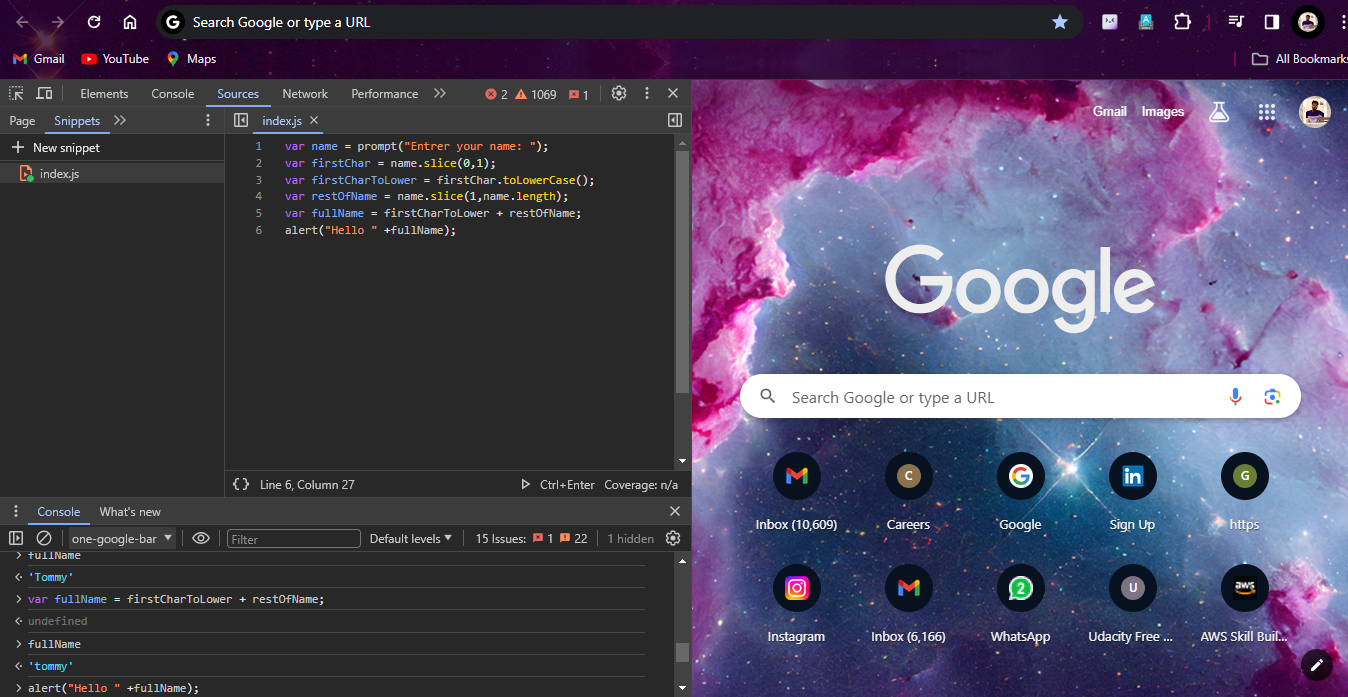 Search Google or type a URL
Gmail YouTube Maps All Bookmarks
Elements Console Sources Network Performance 2 1069 1
Page Snippets index.js
New snippet
index.js
1 var name = prompt("Entrer your name: ");
2 var firstChar = name.slice(0,1);
3 var firstCharToLower = firstChar.toLowerCase();
4 var restOfName = name.slice(1,name.length);
5 var fullName = firstCharToLower + restOfName;
6 alert("Hello " +fullName);
{} Line 6, Column 27 Ctrl+Enter Coverage: n/a
Console What's new
one-google-bar Filter Default levels 15 Issues: 1 22 1 hidden
fullName
'Tommy'
var fullName = firstCharToLower + restOfName;
undefined
fullName
'tommy'
alert("Hello " +fullName);
Gmail Images
Google
Search Google or type a URL
C G
Inbox (10,609) Careers Google Sign Up https
2 U aws
Instagram Inbox (6,166) WhatsApp Udacity Free ... AWS Skill Buil...